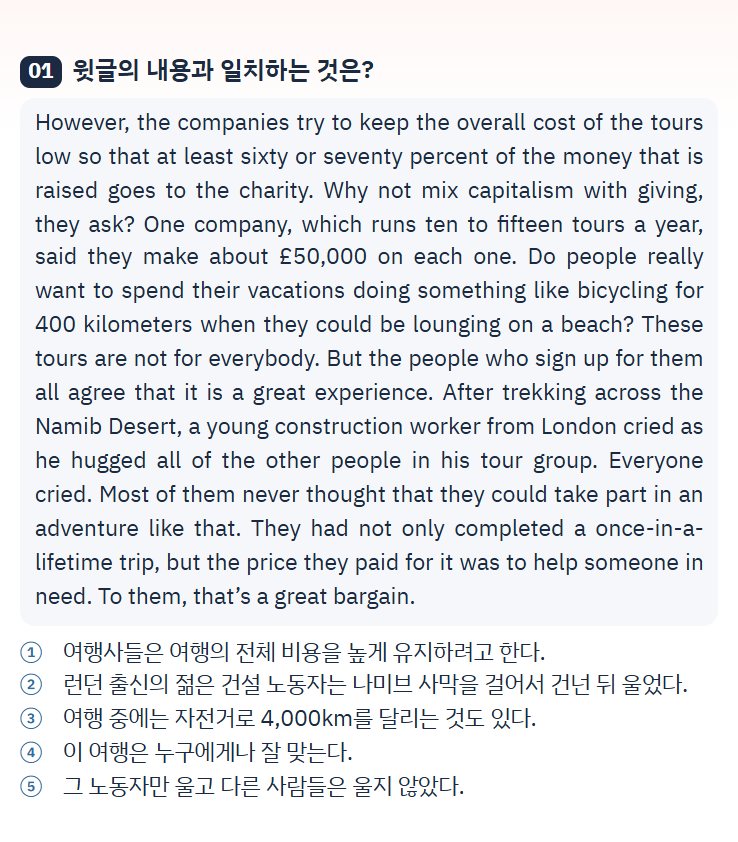 01 윗글의 내용과 일치하는 것은?
However, the companies try to keep the overall cost of the tours
low so that at least sixty or seventy percent of the money that is
raised goes to the charity. Why not mix capitalism with giving,
they ask? One company, which runs ten to fifteen tours a year,
said they make about £50,000 on each one. Do people really
want to spend their vacations doing something like bicycling for
400 kilometers when they could be lounging on a beach? These
tours are not for everybody. But the people who sign up for them
all agree that it is a great experience. After trekking across the
Namib Desert, a young construction worker from London cried as
he hugged all of the other people in his tour group. Everyone
cried. Most of them never thought that they could take part in an
adventure like that. They had not only completed a once-in-a-
lifetime trip, but the price they paid for it was to help someone in
need. To them, that’s a great bargain.
① 여행사들은 여행의 전체 비용을 높게 유지하려고 한다.
② 런던 출신의 젊은 건설 노동자는 나미브 사막을 걸어서 건넌 뒤 울었다.
③ 여행 중에는 자전거로 4,000km를 달리는 것도 있다.
④ 이 여행은 누구에게나 잘 맞는다.
⑤ 그 노동자만 울고 다른 사람들은 울지 않았다.